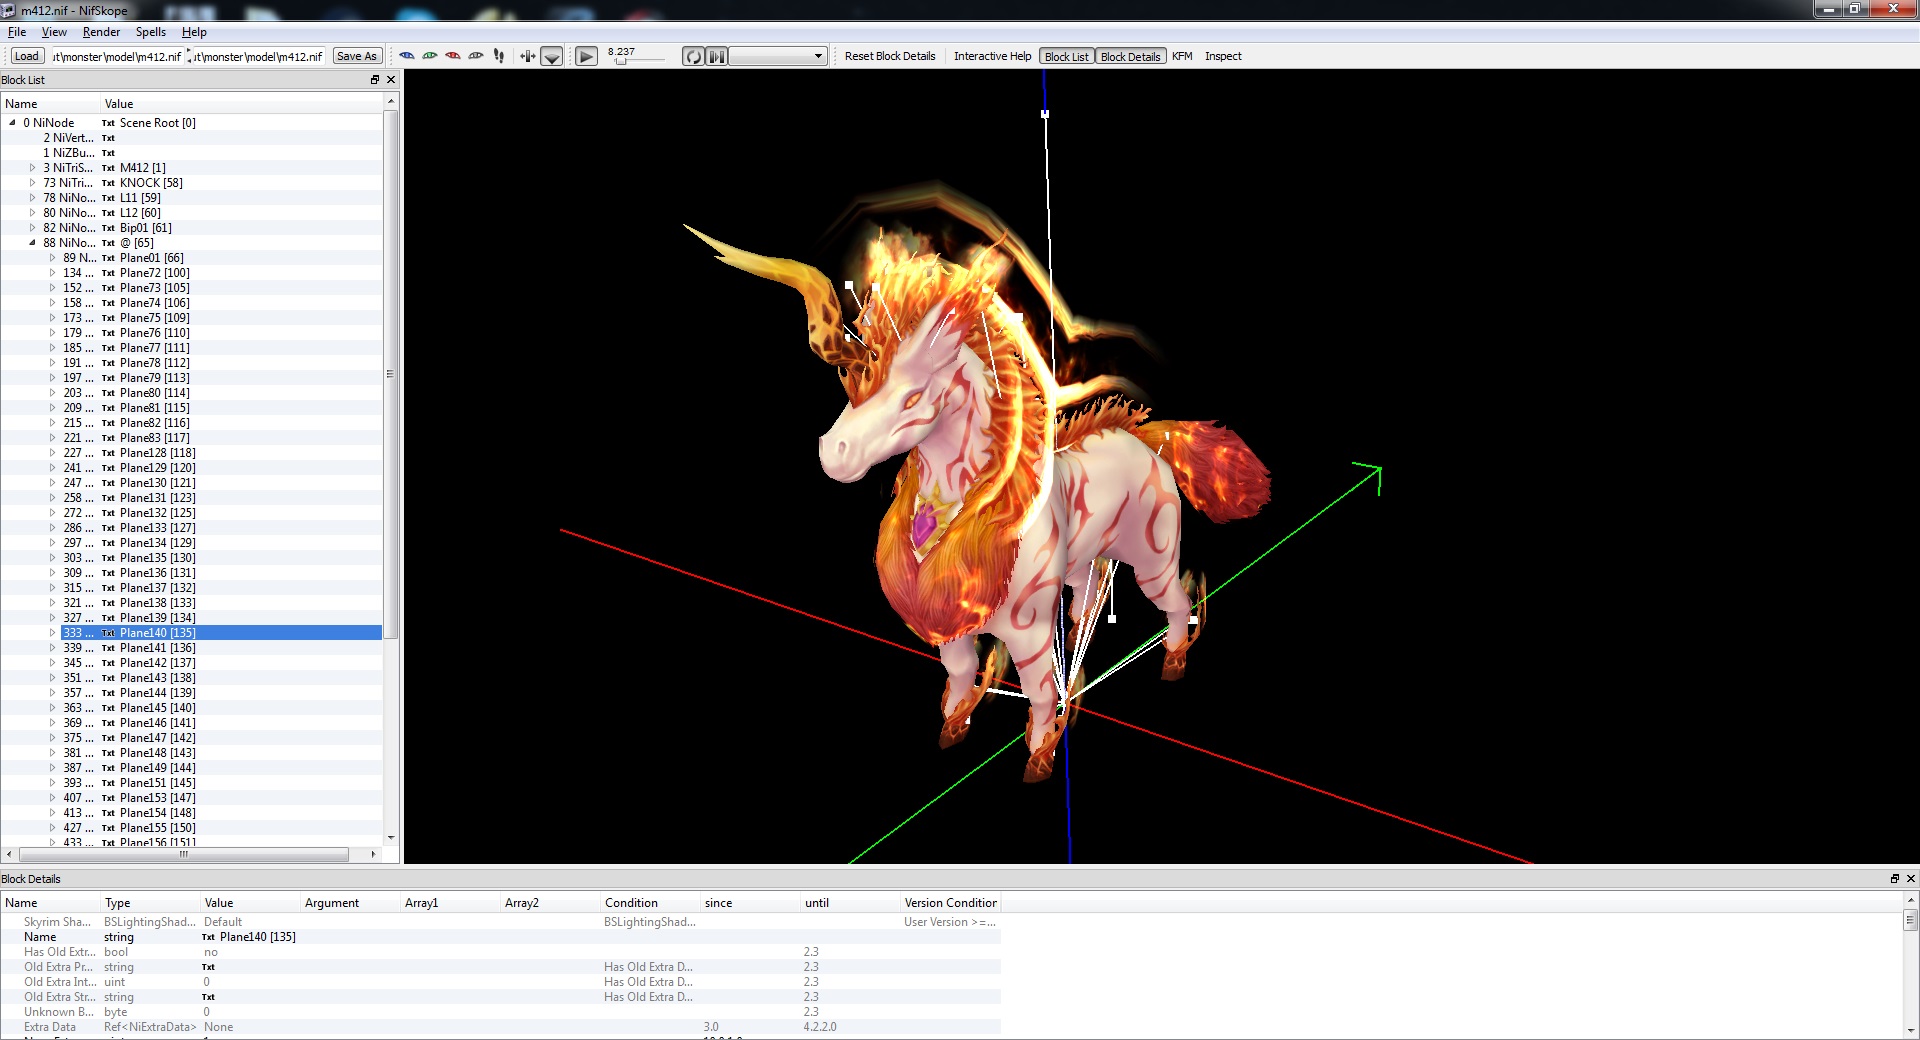 m412.nif - NifSkope
File View Render Spells Help
Load ut\monster\model\m412.nif ut\monster\model\m412.nif Save As 8.237 Reset Block Details Interactive Help Block List Block Details KFM Inspect
Block List
Name Value
0 NiNode Txt Scene Root [0]
2 NiVert... Txt
1 NiZBu... Txt
3 NiTriS... Txt M412 [1]
73 NiTri... Txt KNOCK [58]
78 NiNo... Txt L11 [59]
80 NiNo... Txt L12 [60]
82 NiNo... Txt Bip01 [61]
88 NiNo... Txt @ [65]
89 N... Txt Plane01 [66]
134 ... Txt Plane72 [100]
152 ... Txt Plane73 [105]
158 ... Txt Plane74 [106]
173 ... Txt Plane75 [109]
179 ... Txt Plane76 [110]
185 ... Txt Plane77 [111]
191 ... Txt Plane78 [112]
197 ... Txt Plane79 [113]
203 ... Txt Plane80 [114]
209 ... Txt Plane81 [115]
215 ... Txt Plane82 [116]
221 ... Txt Plane83 [117]
227 ... Txt Plane128 [118]
241 ... Txt Plane129 [120]
247 ... Txt Plane130 [121]
258 ... Txt Plane131 [123]
272 ... Txt Plane132 [125]
286 ... Txt Plane133 [127]
297 ... Txt Plane134 [129]
303 ... Txt Plane135 [130]
309 ... Txt Plane136 [131]
315 ... Txt Plane137 [132]
321 ... Txt Plane138 [133]
327 ... Txt Plane139 [134]
333 ... Txt Plane140 [135]
339 ... Txt Plane141 [136]
345 ... Txt Plane142 [137]
351 ... Txt Plane143 [138]
357 ... Txt Plane144 [139]
363 ... Txt Plane145 [140]
369 ... Txt Plane146 [141]
375 ... Txt Plane147 [142]
381 ... Txt Plane148 [143]
387 ... Txt Plane149 [144]
393 ... Txt Plane151 [145]
407 ... Txt Plane153 [147]
413 ... Txt Plane154 [148]
427 ... Txt Plane155 [150]
433 ... Txt Plane156 [151]
Block Details
Name Type Value Argument Array1 Array2 Condition since until Version Condition
Skyrim Sha... BSLightingShad... Default BSLightingShad... User Version >=...
Name string Txt Plane140 [135]
Has Old Extr... bool no 2.3
Old Extra Pr... string Txt Has Old Extra D... 2.3
Old Extra Int... uint 0 Has Old Extra D... 2.3
Old Extra Str... string Txt Has Old Extra D... 2.3
Unknown B... byte 0 2.3
Extra Data Ref<NiExtraData> None 3.0 4.2.2.0